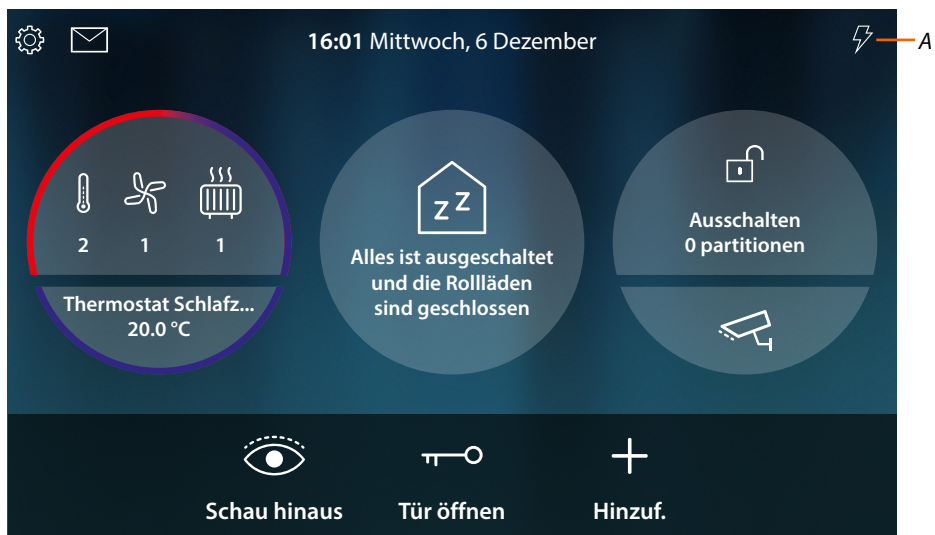 16:01 Mittwoch, 6 Dezember
A
2 1 1
Thermostat Schlafz...
20.0 °C
z Z
Alles ist ausgeschaltet
und die Rollläden
sind geschlossen
Ausschalten
0 partitionen
Schau hinaus
Tür öffnen
Hinzuf.